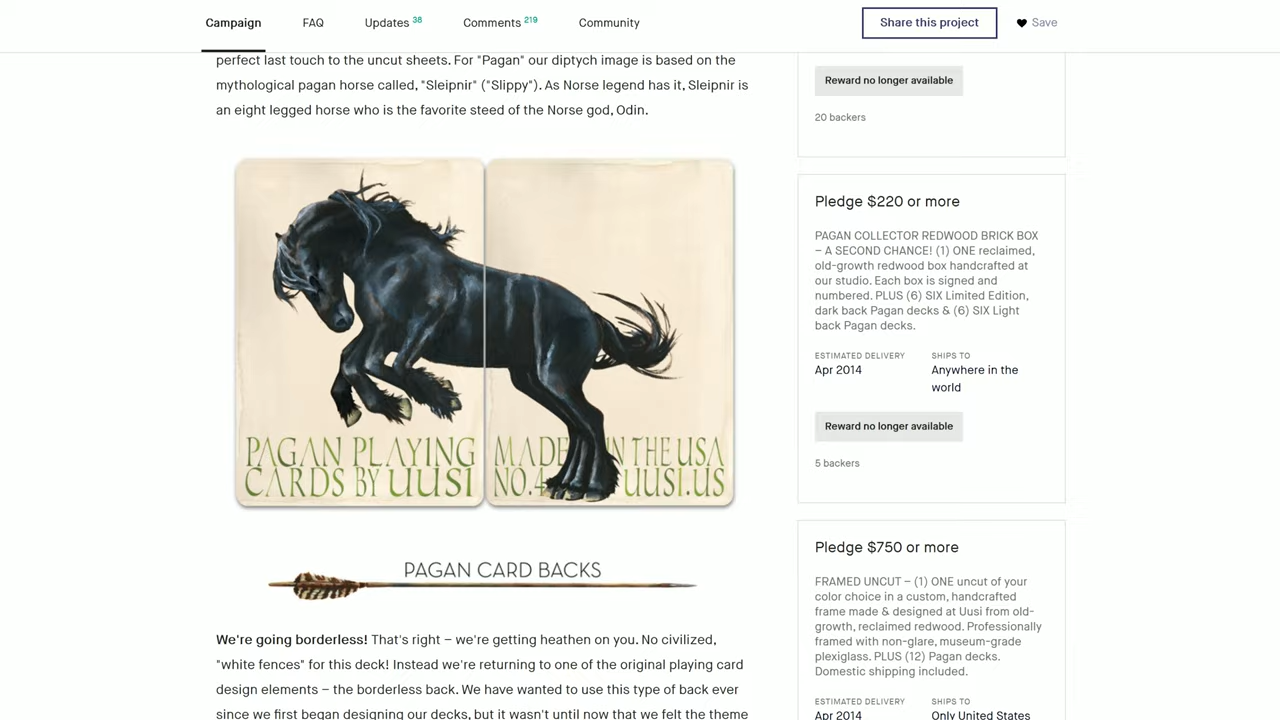 Campaign FAQ Updates 38 Comments 219 Community Share this project Save
perfect last touch to the uncut sheets. For "Pagan" our diptych image is based on the
mythological pagan horse called, "Sleipnir" ("Slippy"). As Norse legend has it, Sleipnir is
an eight legged horse who is the favorite steed of the Norse god, Odin.
PAGAN PLAYING
CARDS BY UUSI
MADE IN THE USA
NO.4 UUSI.US
PAGAN CARD BACKS
We're going borderless! That's right – we're getting heathen on you. No civilized,
"white fences" for this deck! Instead we're returning to one of the original playing card
design elements – the borderless back. We have wanted to use this type of back ever
since we first began designing our decks, but it wasn't until now that we felt the theme
Reward no longer available
20 backers
Pledge $220 or more
PAGAN COLLECTOR REDWOOD BRICK BOX
– A SECOND CHANCE! (1) ONE reclaimed,
old-growth redwood box handcrafted at
our studio. Each box is signed and
numbered. PLUS (6) SIX Limited Edition,
dark back Pagan decks & (6) SIX Light
back Pagan decks.
ESTIMATED DELIVERY SHIPS TO
Apr 2014 Anywhere in the
world
Reward no longer available
5 backers
Pledge $750 or more
FRAMED UNCUT – (1) ONE uncut of your
color choice in a custom, handcrafted
frame made & designed at Uusi from old-
growth, reclaimed redwood. Professionally
framed with non-glare, museum-grade
plexiglass. PLUS (12) Pagan decks.
Domestic shipping included.
ESTIMATED DELIVERY SHIPS TO
Apr 2014 Only United States